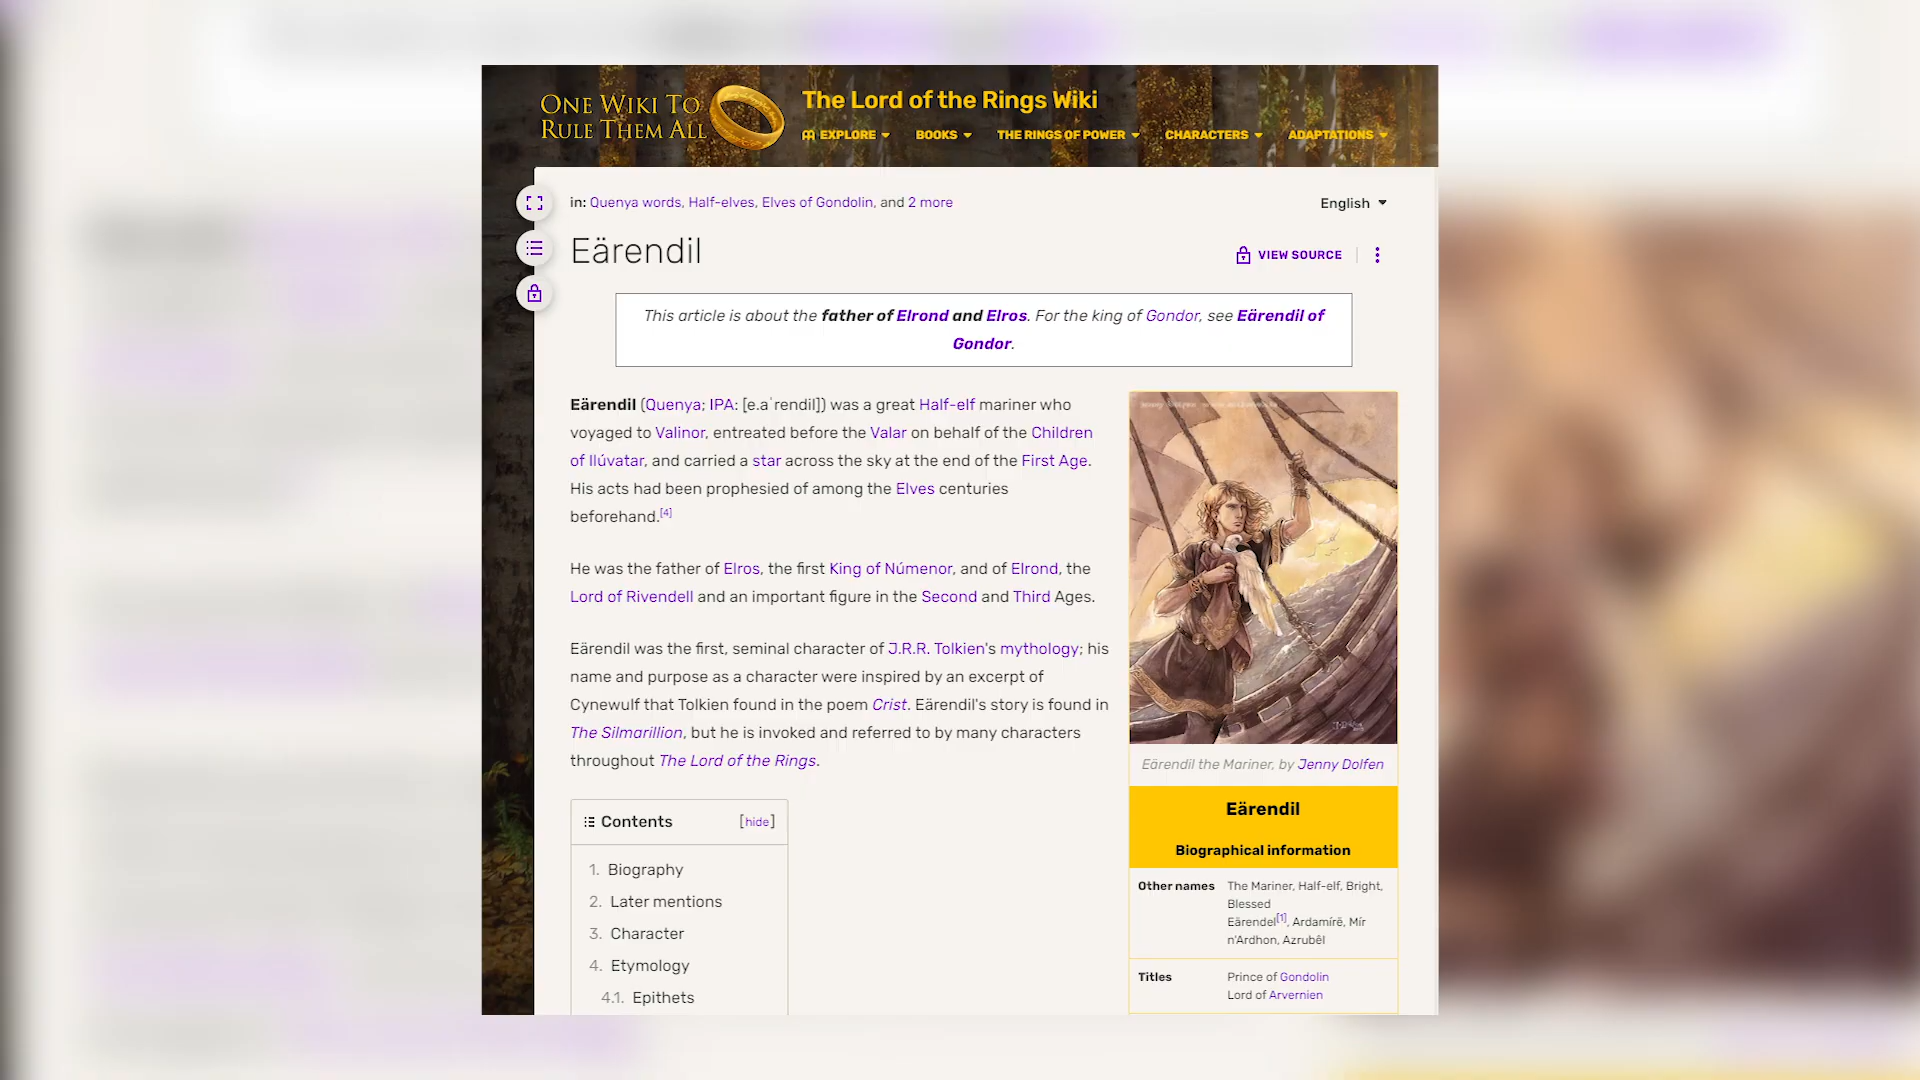 ONE WIKI TO
RULE THEM ALL
The Lord of the Rings Wiki
EXPLORE
BOOKS
THE RINGS OF POWER
CHARACTERS
ADAPTATIONS
in: Quenya words, Half-elves, Elves of Gondolin, and 2 more
English
Eärendil
VIEW SOURCE
This article is about the father of Elrond and Elros. For the king of Gondor, see Eärendil of
Gondor.
Eärendil (Quenya; IPA: [e.aˈrendil]) was a great Half-elf mariner who
voyaged to Valinor, entreated before the Valar on behalf of the Children
of Ilúvatar, and carried a star across the sky at the end of the First Age.
His acts had been prophesied of among the Elves centuries
beforehand.[4]
He was the father of Elros, the first King of Númenor, and of Elrond, the
Lord of Rivendell and an important figure in the Second and Third Ages.
Eärendil was the first, seminal character of J.R.R. Tolkien's mythology; his
name and purpose as a character were inspired by an excerpt of
Cynewulf that Tolkien found in the poem Crist. Eärendil's story is found in
The Silmarillion, but he is invoked and referred to by many characters
throughout The Lord of the Rings.
Contents [hide]
1. Biography
2. Later mentions
3. Character
4. Etymology
4.1. Epithets
Eärendil the Mariner, by Jenny Dolfen
Eärendil
Biographical information
Other names
The Mariner, Half-elf, Bright,
Blessed
Eärendel[1], Ardamírë, Mír
n'Ardhon, Azrubêl
Titles
Prince of Gondolin
Lord of Arvernien